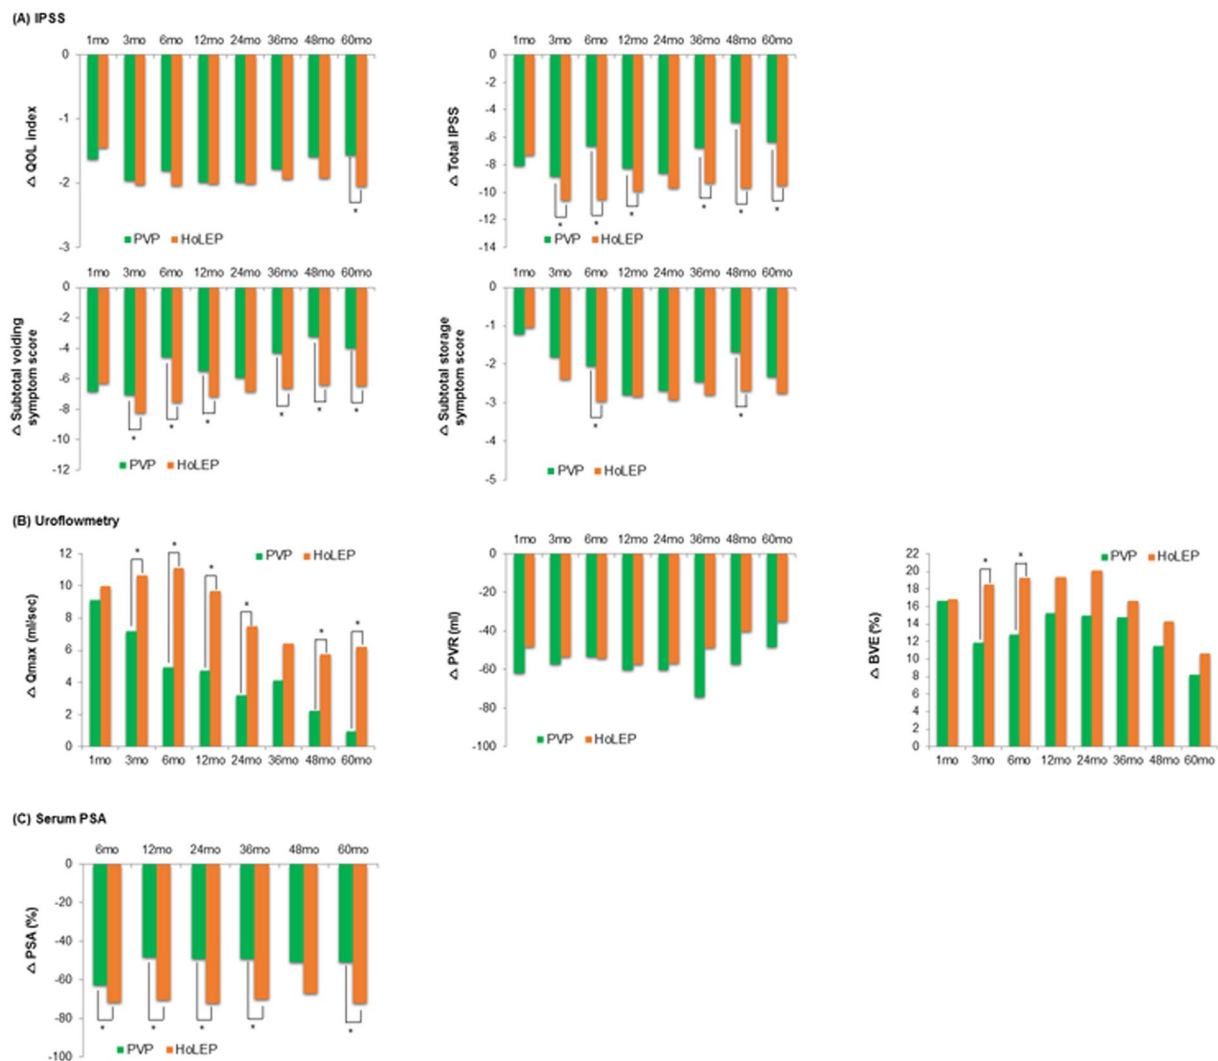 (A) IPSS
1mo 3mo 6mo 12mo 24mo 36mo 48mo 60mo
0
-1
-2
-3
Δ QOL index
*
PVP HoLEP
1mo 3mo 6mo 12mo 24mo 36mo 48mo 60mo
0
-2
-4
-6
-8
-10
-12
-14
Δ Total IPSS
* * * * * *
PVP HoLEP
1mo 3mo 6mo 12mo 24mo 36mo 48mo 60mo
0
-2
-4
-6
-8
-10
-12
Δ Subtotal voiding
symptom score
* * * * * *
PVP HoLEP
1mo 3mo 6mo 12mo 24mo 36mo 48mo 60mo
0
-1
-2
-3
-4
-5
Δ Subtotal storage
symptom score
* *
PVP HoLEP
(B) Uroflowmetry
12
10
8
6
4
2
0
Δ Qmax (ml/sec)
* * * * * *
PVP HoLEP
1mo 3mo 6mo 12mo 24mo 36mo 48mo 60mo
1mo 3mo 6mo 12mo 24mo 36mo 48mo 60mo
0
-20
-40
-60
-80
-100
Δ PVR (ml)
PVP HoLEP
22
20
18
16
14
12
10
8
6
4
2
0
Δ BVE (%)
* *
PVP HoLEP
1mo 3mo 6mo 12mo 24mo 36mo 48mo 60mo
(C) Serum PSA
6mo 12mo 24mo 36mo 48mo 60mo
0
-20
-40
-60
-80
-100
Δ PSA (%)
* * * * *
PVP HoLEP